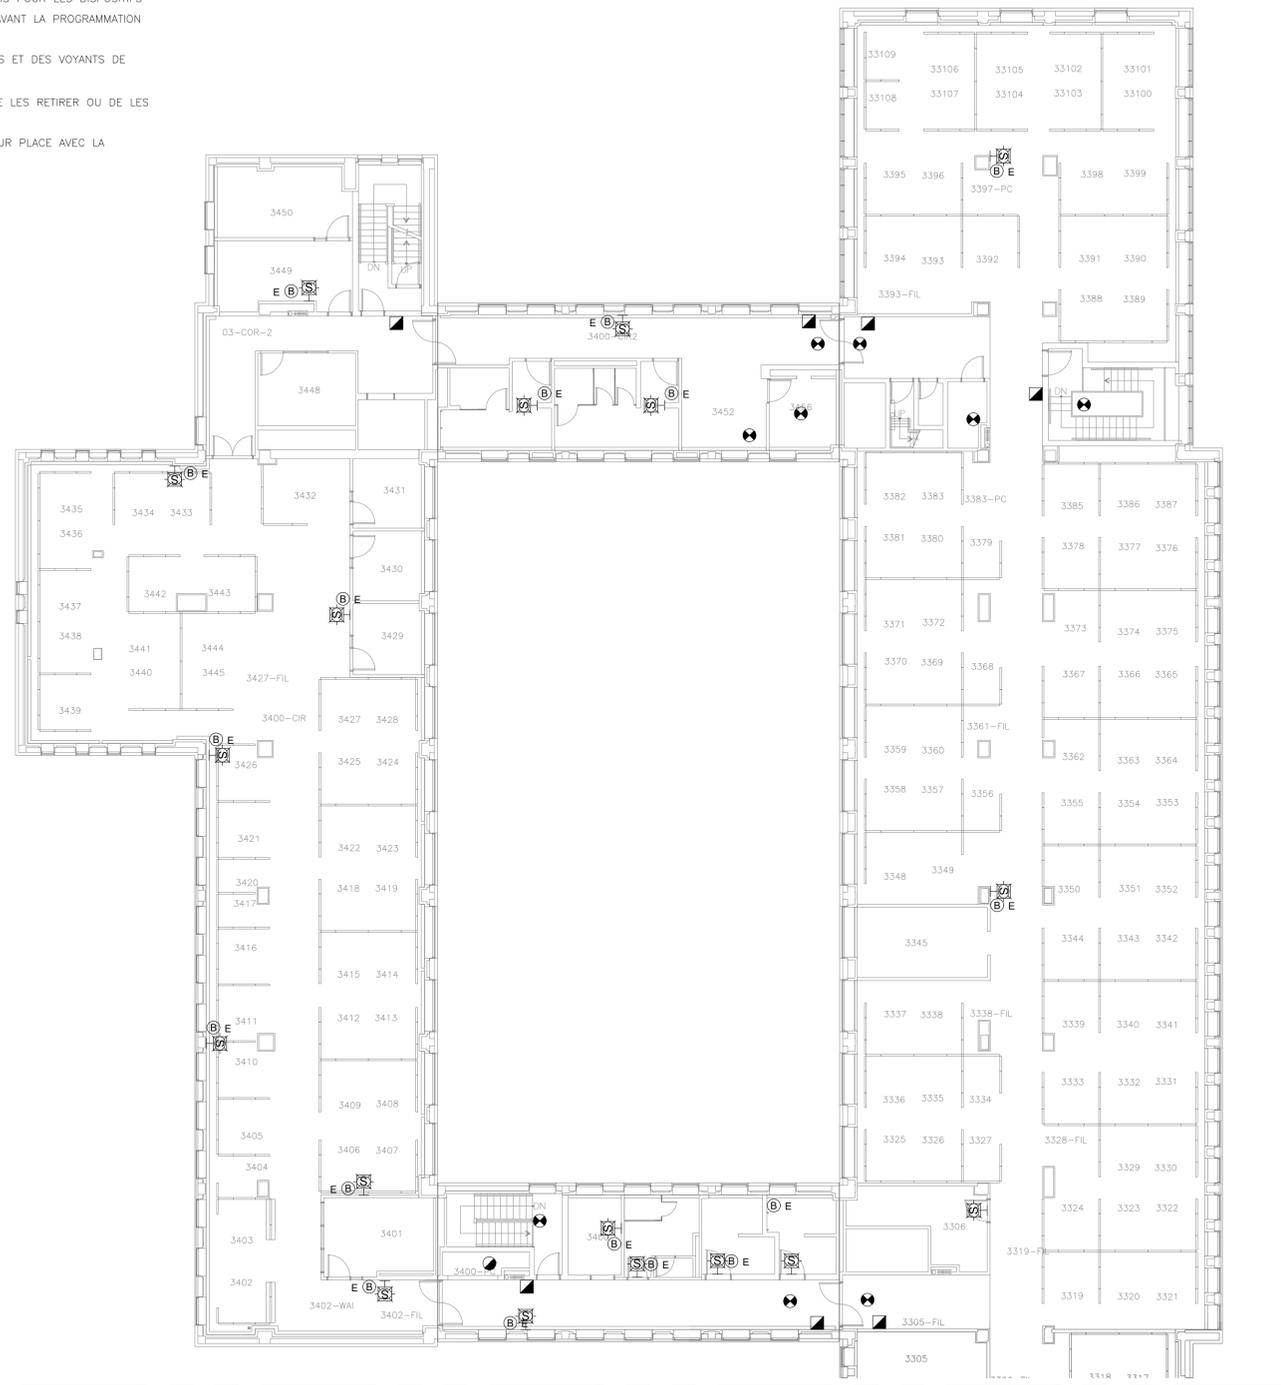 AVANT LA PROGRAMMATION
S ET DES VOYANTS DE
E LES RETIRER OU DE LES
UR PLACE AVEC LA
33109
33106 33105 33102 33101
33108 33107 33104 33103 33100
S
B E
3395 3396 3398 3399
3397-PC
3450
3394 3393 3392 3391 3390
DN UP
3449
E B S
3393-FIL
3388 3389
03-COR-2
E B S
3400-CIR2
3448
B E
S
B E
S
DN
3452
3456
UP
B E
S
3431
3432
3382 3383 3383-PC
3385 3386 3387
3435 3434 3433
3436
3381 3380 3379
3378 3377 3376
3430
3442 3443
B E
S
3437
3438
3429
3371 3372
3373 3374 3375
3441 3444
3440 3445
3427-FIL
3370 3369 3368
3367 3366 3365
3439
3400-CIR
3427 3428
3361-FIL
B E
S
3426
3425 3424
3359 3360
3362 3363 3364
3358 3357 3356
3355 3354 3353
3421
3422 3423
3348 3349
3420
3417
3418 3419
S
B E
3350 3351 3352
3416
3345
3344 3343 3342
3415 3414
3411
3412 3413
3337 3338 3338-FIL
3339 3340 3341
B E
S
3410
3333 3332 3331
3409 3408
3336 3335 3334
3405
3406 3407
3325 3326 3327
3328-FIL
3404
3329 3330
E B S
3403
3401
DN
S
B E
B E
S
3306
3324 3323 3322
3319-FIL
3402
S B E
S B E
S
3402-WAI
E B S
3402-FIL
S
B E
3305-FIL
3319 3320 3321
3305
3318 3317